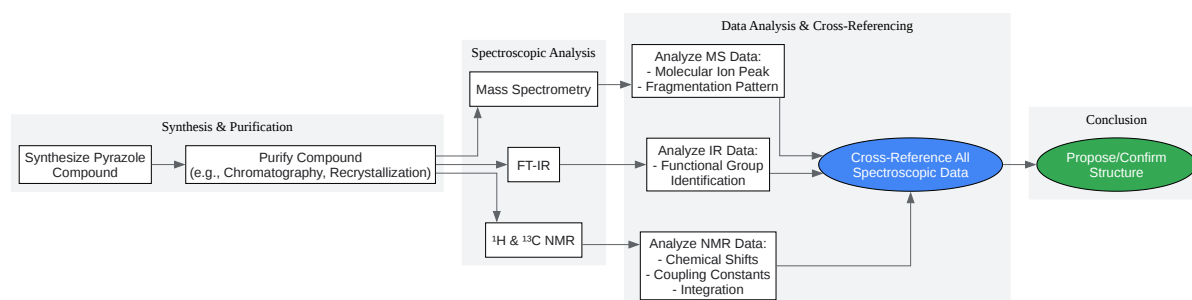 Synthesis & Purification
Synthesize Pyrazole
Compound
Purify Compound
(e.g., Chromatography, Recrystallization)
Spectroscopic Analysis
Mass Spectrometry
FT-IR
¹H & ¹³C NMR
Data Analysis & Cross-Referencing
Analyze MS Data:
- Molecular Ion Peak
- Fragmentation Pattern
Analyze IR Data:
- Functional Group
Identification
Analyze NMR Data:
- Chemical Shifts
- Coupling Constants
- Integration
Cross-Reference All
Spectroscopic Data
Conclusion
Propose/Confirm
Structure